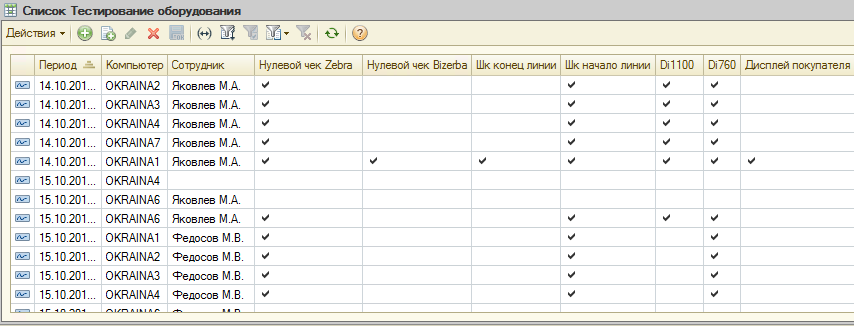 Список Тестирование оборудования
Действия
Период Компьютер Сотрудник Нулевой чек Zebra Нулевой чек Bizerba Шк конец линии Шк начало линии Di1100 Di760 Дисплей покупателя
14.10.201... OKRAINA2 Яковлев М.А.
14.10.201... OKRAINA3 Яковлев М.А.
14.10.201... OKRAINA4 Яковлев М.А.
14.10.201... OKRAINA7 Яковлев М.А.
14.10.201... OKRAINA1 Яковлев М.А.
15.10.201... OKRAINA4
15.10.201... OKRAINA6 Яковлев М.А.
15.10.201... OKRAINA6 Яковлев М.А.
15.10.201... OKRAINA1 Федосов М.В.
15.10.201... OKRAINA2 Федосов М.В.
15.10.201... OKRAINA3 Федосов М.В.
15.10.201... OKRAINA4 Федосов М.В.